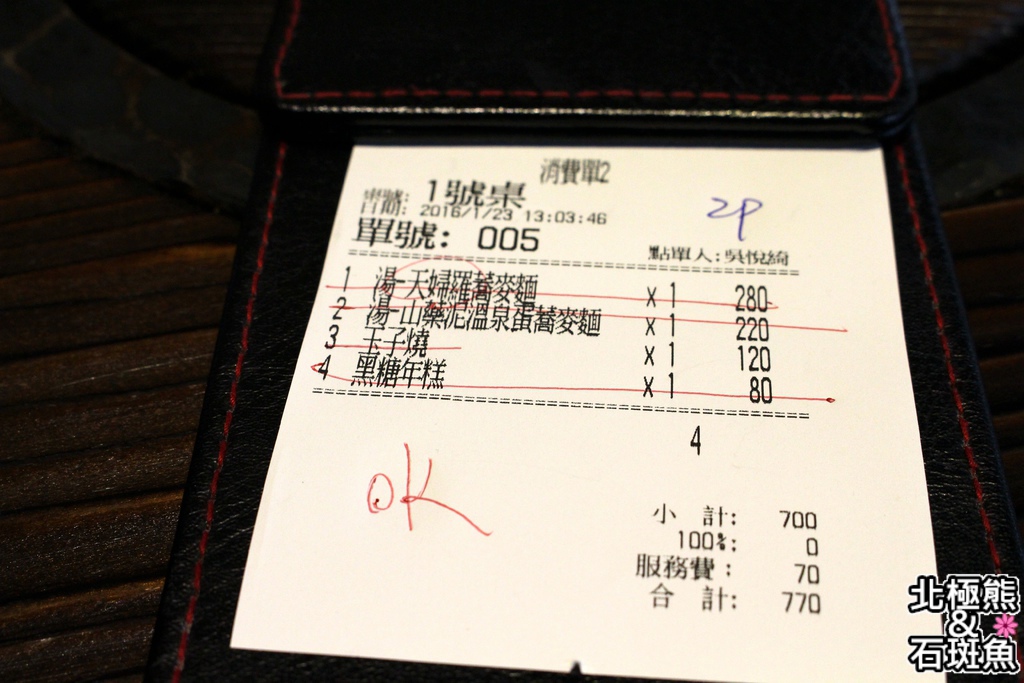 消費單2
1號桌
日期: 2016/1/23 13:03:46
2P
單號: 005
點單人:吳悅綺
1 湯-天婦羅蕎麥麵 x 1 280
2 湯-山藥泥溫泉蛋蕎麥麵 x 1 220
3 玉子燒 x 1 120
4 黑糖年糕 x 1 80
4
OK
小 計: 700
100%: 0
服務費: 70
合 計: 770
北極熊
&
石斑魚